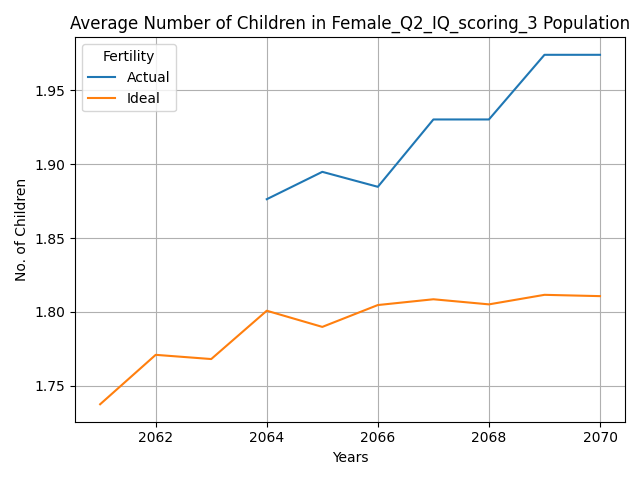 Average Number of Children in Female_Q2_IQ_scoring_3 Population
Fertility
Actual
Ideal
1.95
1.90
1.85
1.80
1.75
No. of Children
2062
2064
2066
2068
2070
Years